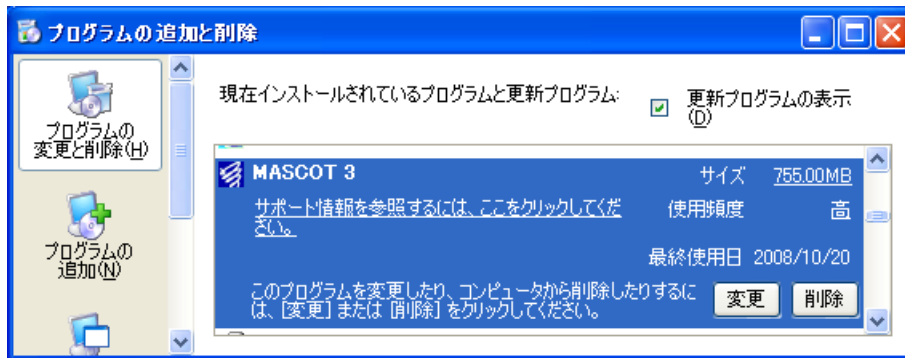 プログラムの追加と削除
プログラムの
変更と削除(H)
プログラムの
追加(N)
現在インストールされているプログラムと更新プログラム:
更新プログラムの表示
(D)
MASCOT 3
サイズ 755.00MB
サポート情報を参照するには、ここをクリックしてくだ
さい。
使用頻度 高
最終使用日 2008/10/20
このプログラムを変更したり、コンピュータから削除したりするに
は、[変更] または [削除] をクリックしてください。
変更 削除